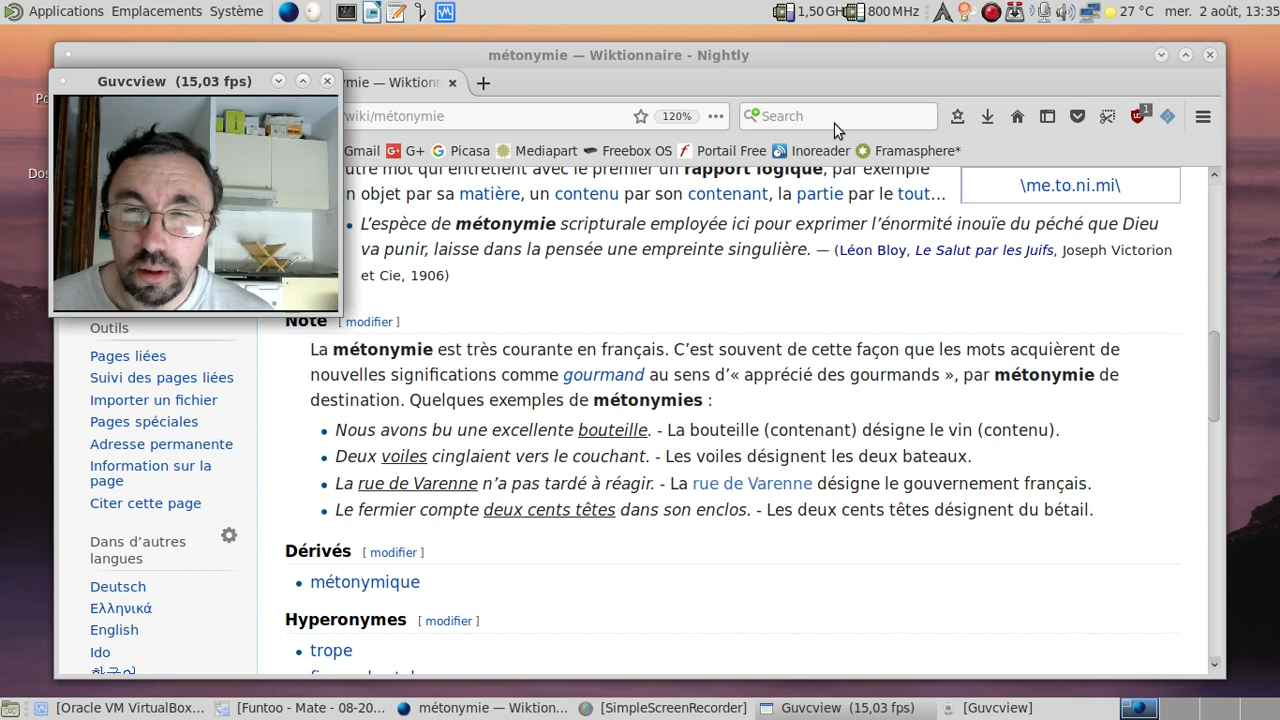 Applications Emplacements Système 1,50 GH 800 MHz 27 °C mer. 2 août, 13:35
métonymie — Wiktionnaire - Nightly
Guvcview (15,03 fps)
mie — Wiktionn
wiki/métonymie 120% Search 1
Gmail G+ Picasa Mediapart Freebox OS Portail Free Inoreader Framasphere*
utre mot qui entretient avec le premier un rapport logique, par exemple
n objet par sa matière, un contenu par son contenant, la partie par le tout…
\me.to.ni.mi\
L’espèce de métonymie scripturale employée ici pour exprimer l’énormité inouïe du péché que Dieu
va punir, laisse dans la pensée une empreinte singulière. — (Léon Bloy, Le Salut par les Juifs, Joseph Victorion
et Cie, 1906)
Note [ modifier ]
La métonymie est très courante en français. C’est souvent de cette façon que les mots acquièrent de
nouvelles significations comme gourmand au sens d’« apprécié des gourmands », par métonymie de
destination. Quelques exemples de métonymies :
Nous avons bu une excellente bouteille. - La bouteille (contenant) désigne le vin (contenu).
Deux voiles cinglaient vers le couchant. - Les voiles désignent les deux bateaux.
La rue de Varenne n’a pas tardé à réagir. - La rue de Varenne désigne le gouvernement français.
Le fermier compte deux cents têtes dans son enclos. - Les deux cents têtes désignent du bétail.
Dérivés [ modifier ]
métonymique
Hyperonymes [ modifier ]
trope
Outils
Pages liées
Suivi des pages liées
Importer un fichier
Pages spéciales
Adresse permanente
Information sur la
page
Citer cette page
Dans d’autres
langues
Deutsch
Ελληνικά
English
Ido
한국어
[Oracle VM VirtualBox… [Funtoo - Mate - 08-20… métonymie — Wiktion… [SimpleScreenRecorder] Guvcview (15,03 fps) [Guvcview]